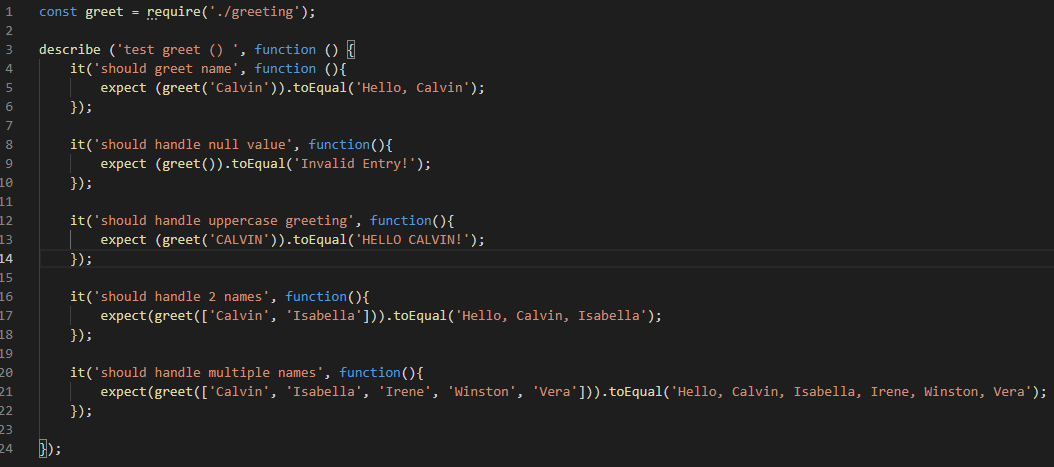 1 const greet = require('./greeting');
2
3 describe ('test greet () ', function () {
4 it('should greet name', function (){
5 expect (greet('Calvin')).toEqual('Hello, Calvin');
6 });
7
8 it('should handle null value', function(){
9 expect (greet()).toEqual('Invalid Entry!');
10 });
11
12 it('should handle uppercase greeting', function(){
13 expect (greet('CALVIN')).toEqual('HELLO CALVIN!');
14 });
15
16 it('should handle 2 names', function(){
17 expect(greet(['Calvin', 'Isabella'])).toEqual('Hello, Calvin, Isabella');
18 });
19
20 it('should handle multiple names', function(){
21 expect(greet(['Calvin', 'Isabella', 'Irene', 'Winston', 'Vera'])).toEqual('Hello, Calvin, Isabella, Irene, Winston, Vera');
22 });
23
24 });